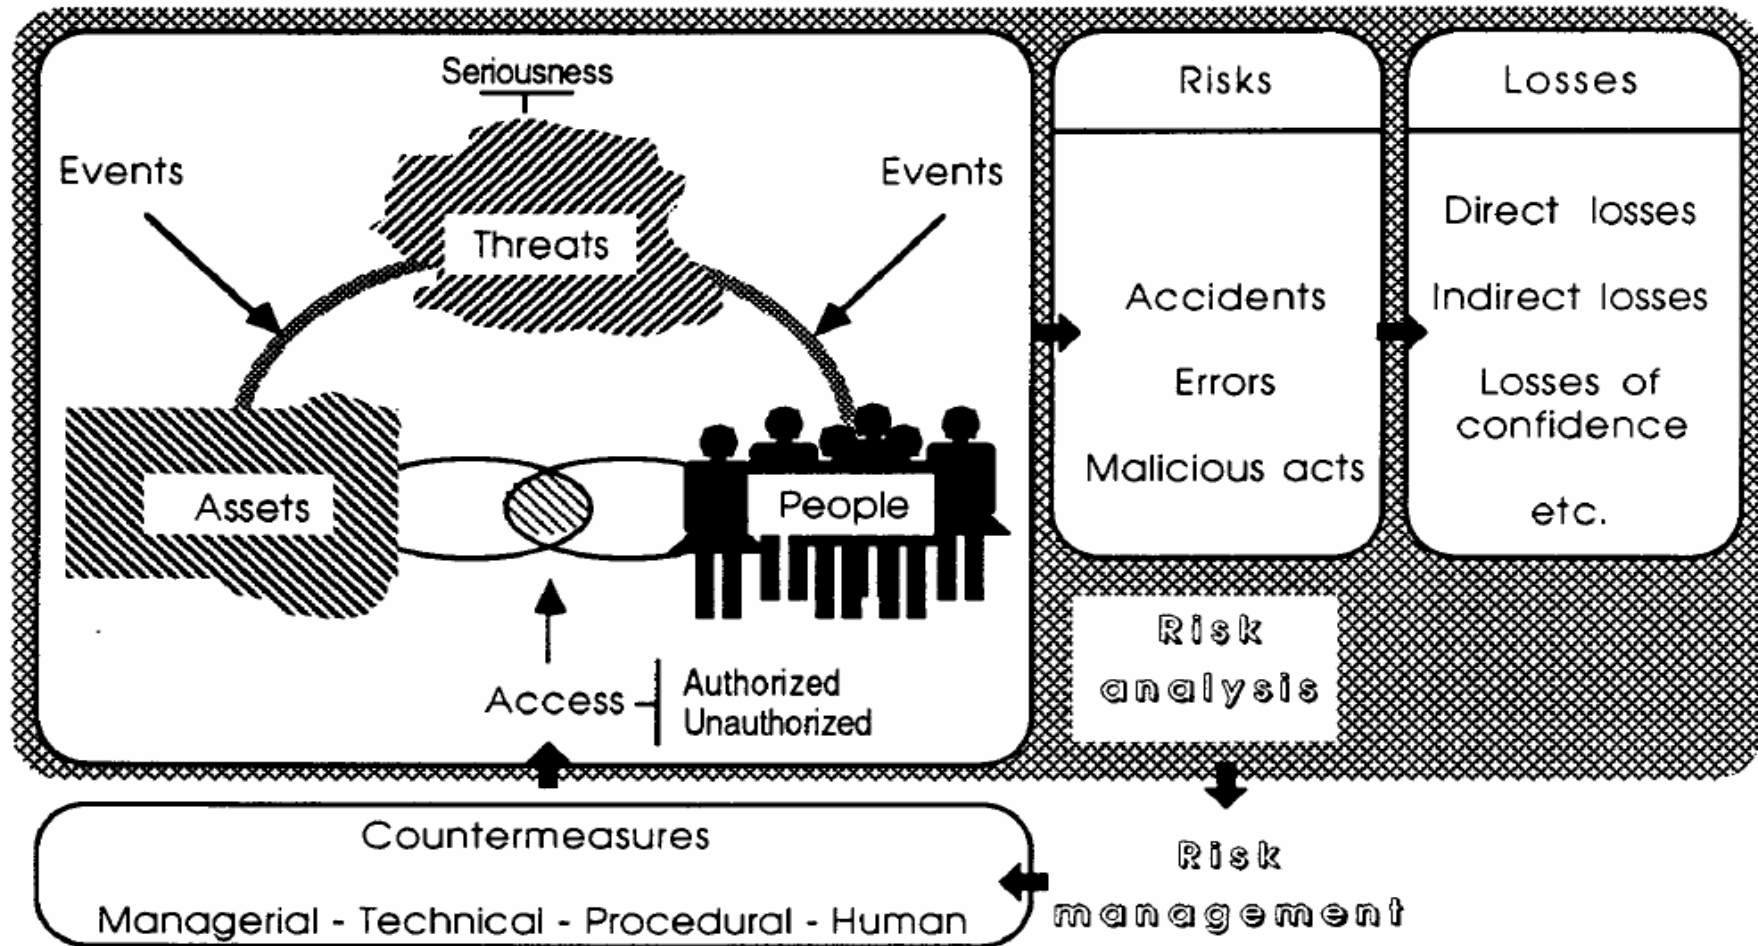 Seriousness
Events
Events
Threats
Assets
People
Access
Authorized
Unauthorized
Risks
Accidents
Errors
Malicious acts
Losses
Direct losses
Indirect losses
Losses of
confidence
etc.
Risk
analysis
Risk
management
Countermeasures
Managerial - Technical - Procedural - Human